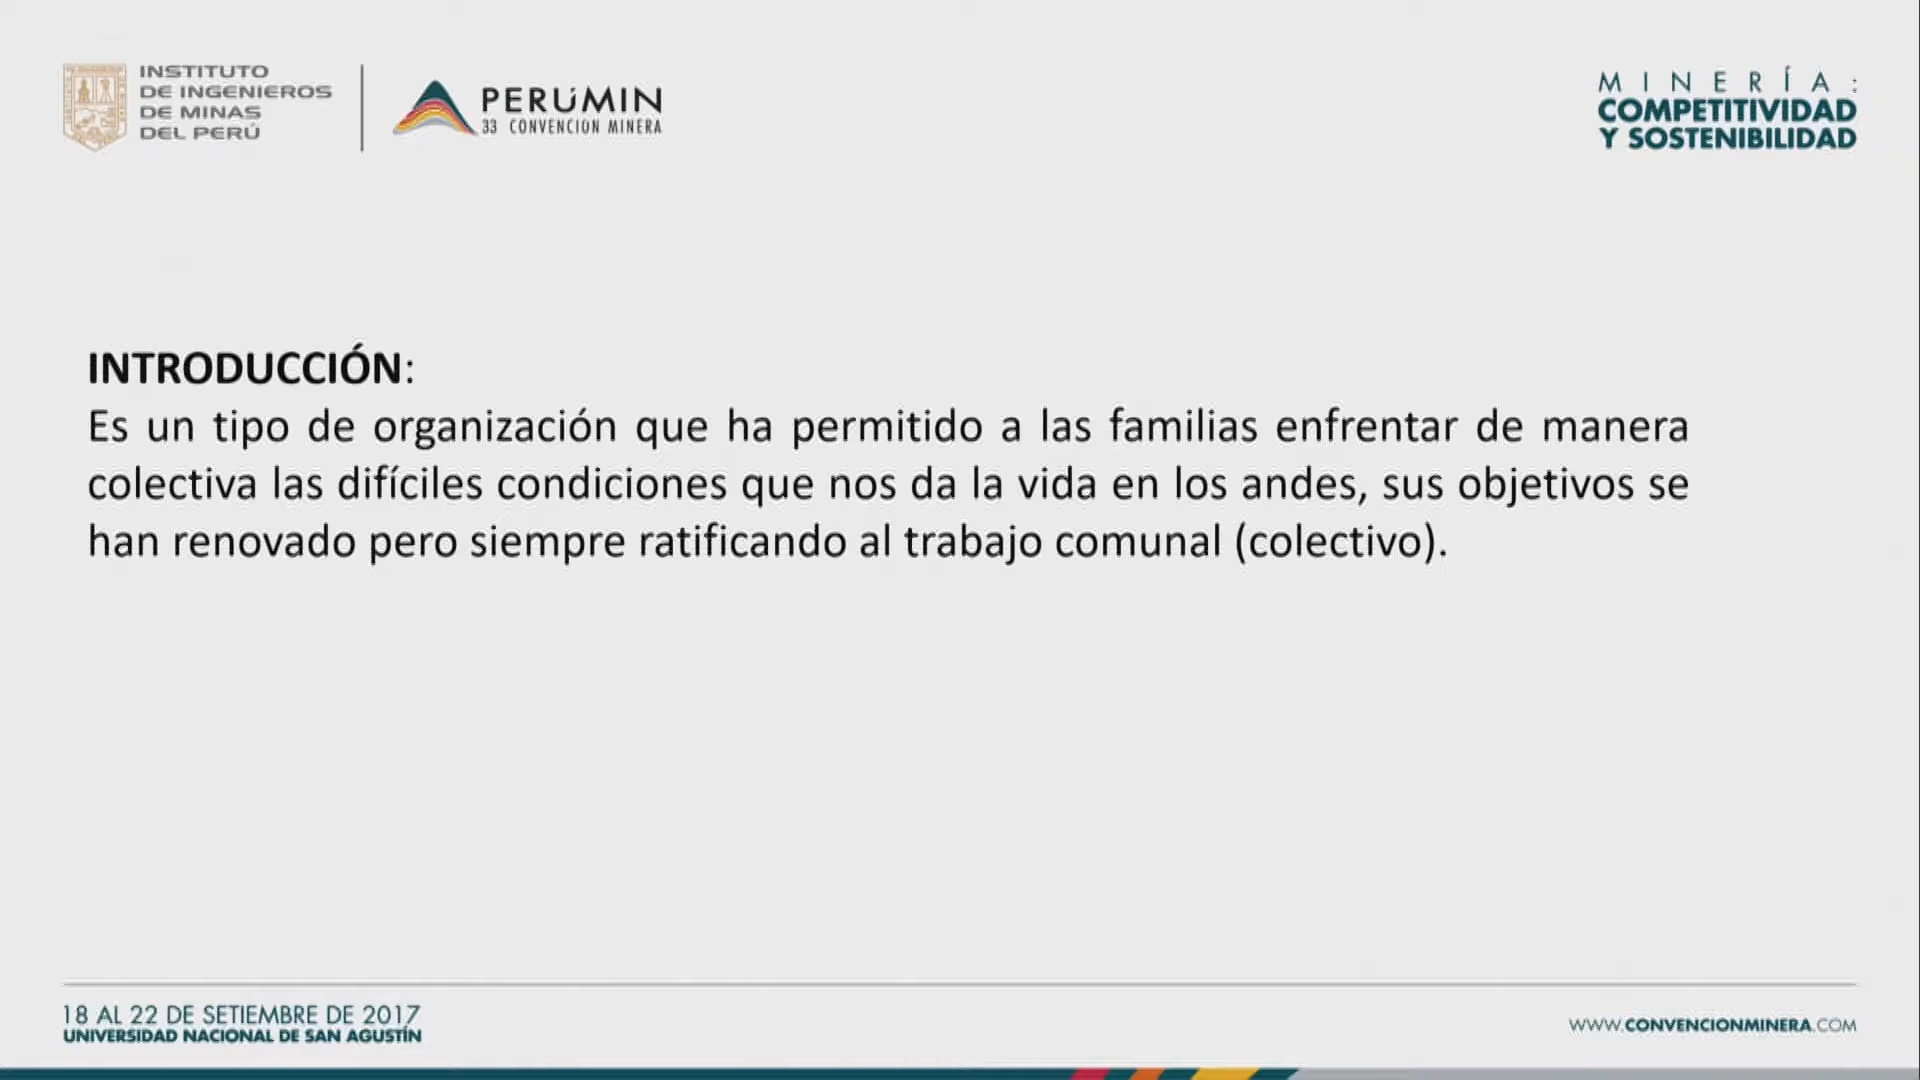 INSTITUTO
DE INGENIEROS
DE MINAS
DEL PERÚ
PERÚMIN
33 CONVENCIÓN MINERA
MINERÍA:
COMPETITIVIDAD
Y SOSTENIBILIDAD
INTRODUCCIÓN:
Es un tipo de organización que ha permitido a las familias enfrentar de manera
colectiva las difíciles condiciones que nos da la vida en los andes, sus objetivos se
han renovado pero siempre ratificando al trabajo comunal (colectivo).
18 AL 22 DE SETIEMBRE DE 2017
UNIVERSIDAD NACIONAL DE SAN AGUSTÍN
WWW.CONVENCIONMINERA.COM